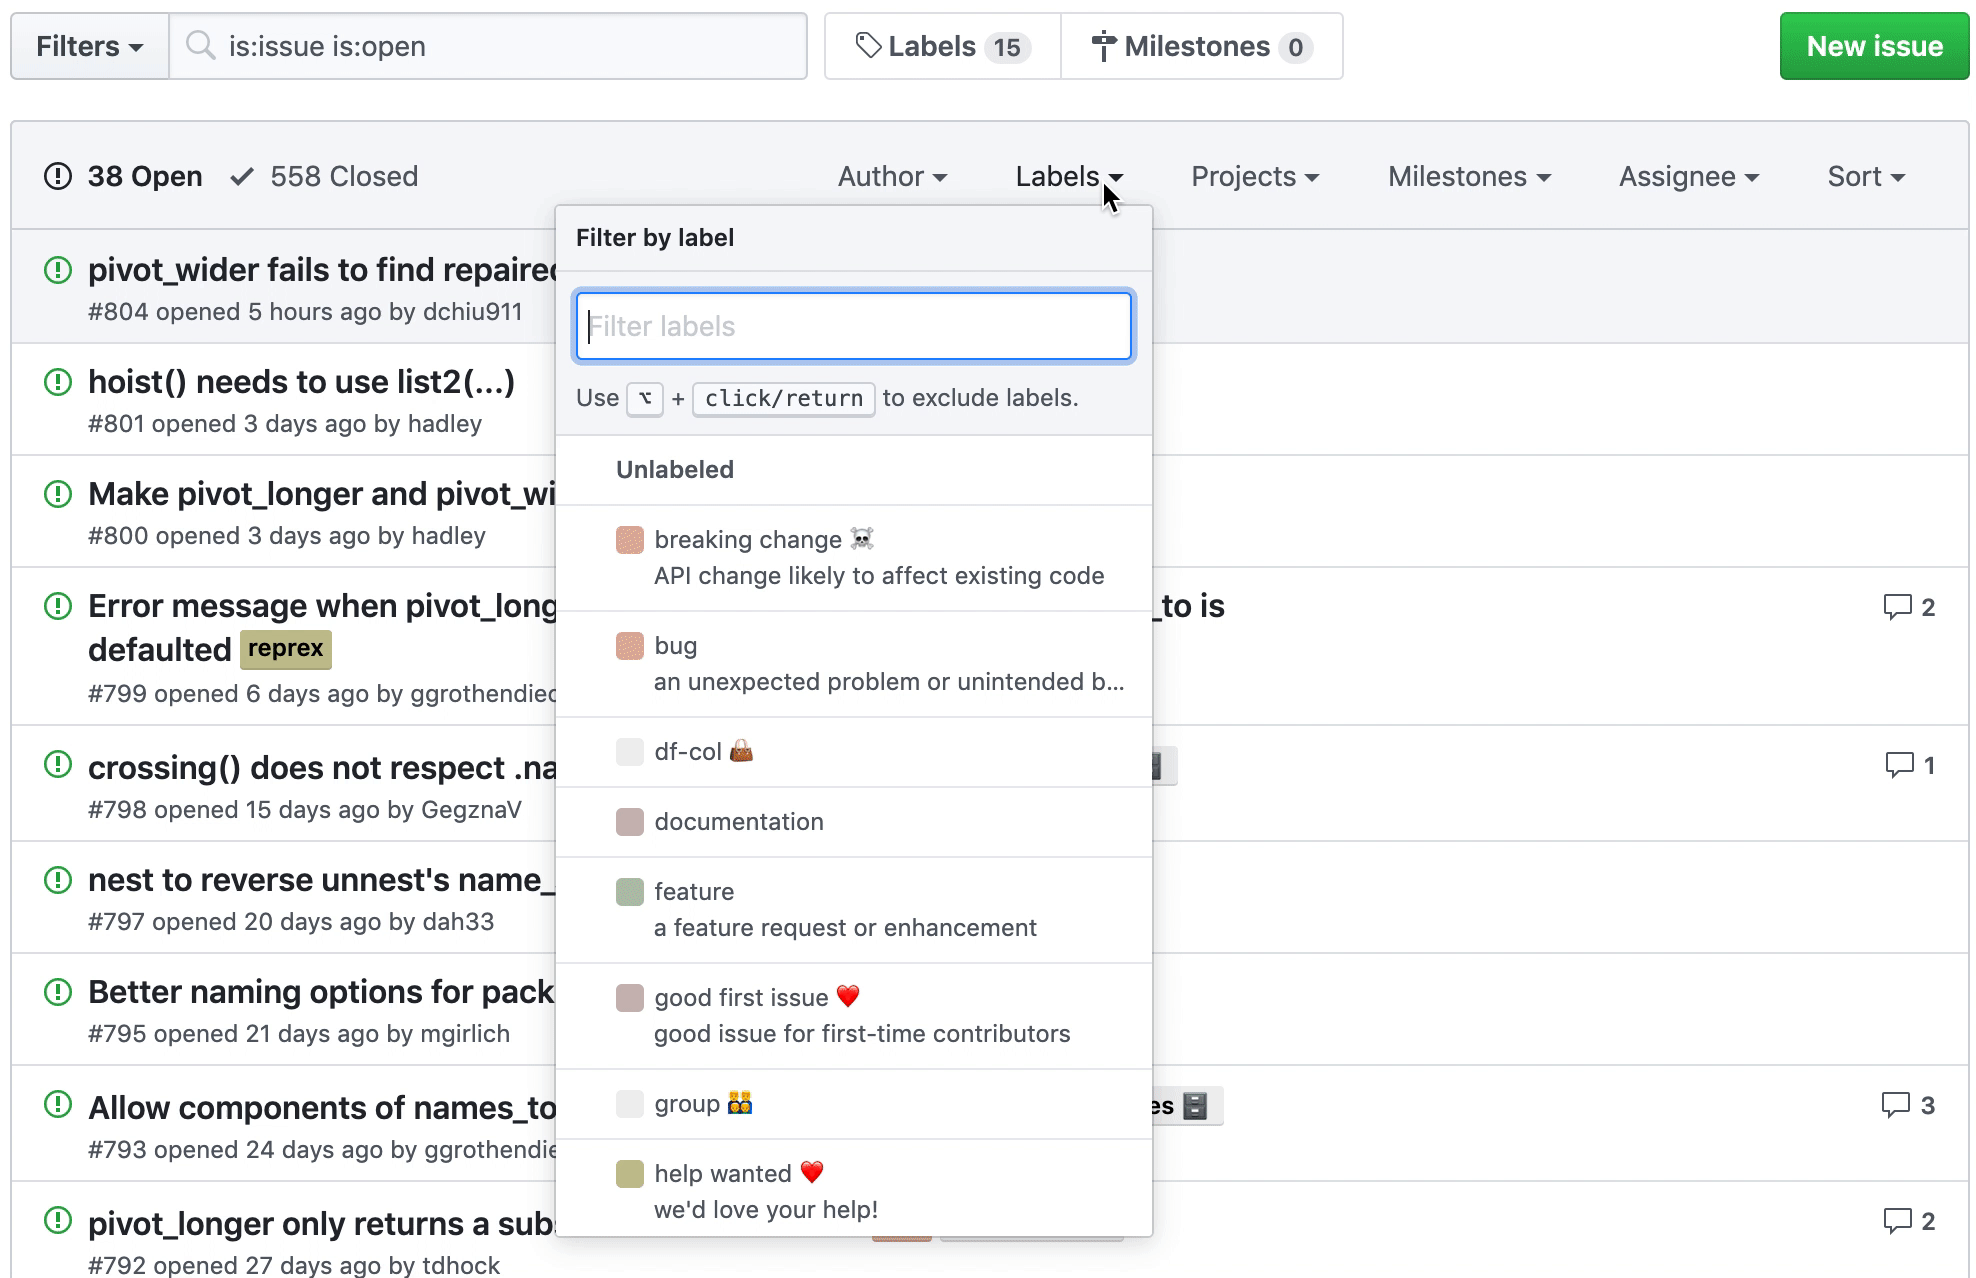 Filters
is:issue is:open
Labels 15
Milestones 0
New issue
38 Open
558 Closed
Author
Labels
Projects
Milestones
Assignee
Sort
Filter by label
Filter labels
Use ⌥ + click/return to exclude labels.
Unlabeled
breaking change ☠️
API change likely to affect existing code
bug
an unexpected problem or unintended b...
df-col 👜
documentation
feature
a feature request or enhancement
good first issue ❤️
good issue for first-time contributors
group 👨‍👨‍👦‍👦
help wanted ❤️
we'd love your help!
pivot_wider fails to find repaired
#804 opened 5 hours ago by dchiu911
hoist() needs to use list2(...)
#801 opened 3 days ago by hadley
Make pivot_longer and pivot_wi
#800 opened 3 days ago by hadley
Error message when pivot_long
_to is
defaulted reprex
#799 opened 6 days ago by ggrothendiec
2
crossing() does not respect .na
#798 opened 15 days ago by GegznaV
1
nest to reverse unnest's name_
#797 opened 20 days ago by dah33
Better naming options for pack
#795 opened 21 days ago by mgirlich
Allow components of names_to
es 🗄️
#793 opened 24 days ago by ggrothendie
3
pivot_longer only returns a subs
#792 opened 27 days ago by tdhock
2